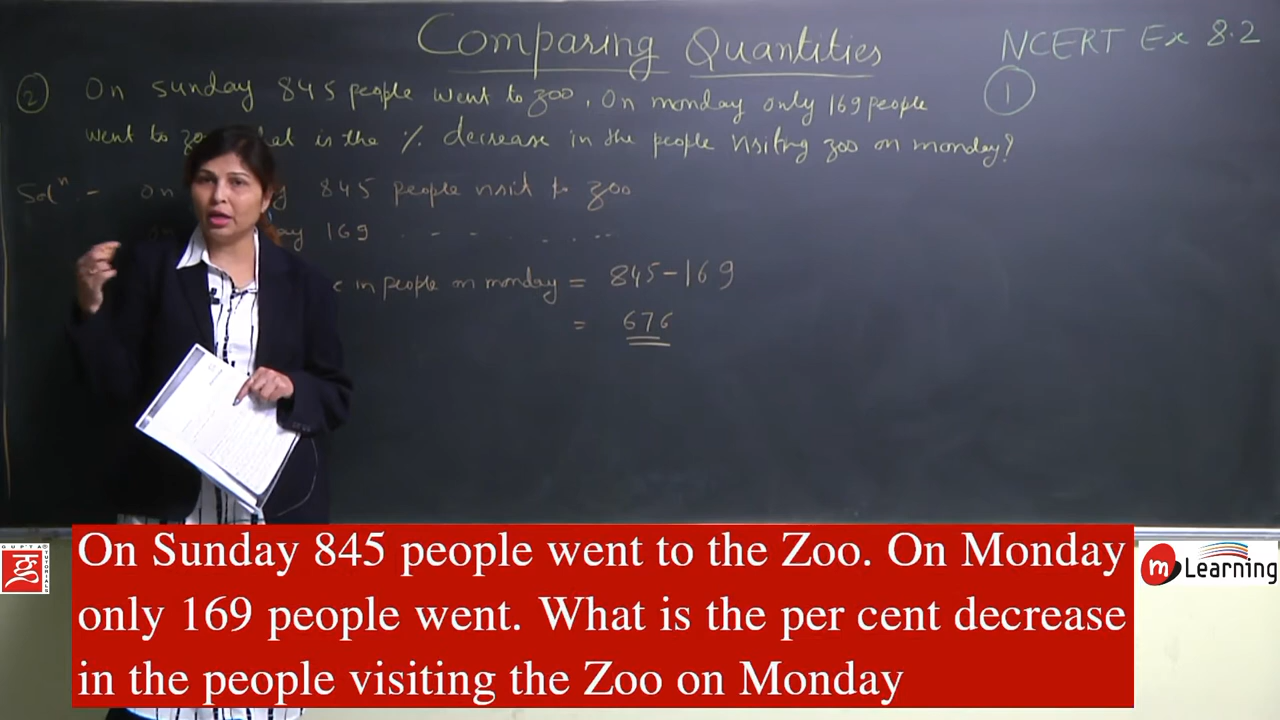 Comparing Quantities
NCERT Ex 8.2
1
2 On sunday 845 people went to zoo, On monday only 169 people
went to zoo what is the % decrease in the people visiting zoo on monday?
Solⁿ :- On 845 people visit to zoo
169 . - - . . . . .
in people on monday = 845-169
= 676
On Sunday 845 people went to the Zoo. On Monday
only 169 people went. What is the per cent decrease
in the people visiting the Zoo on Monday
GUPTA TUTORIALS
m Learning